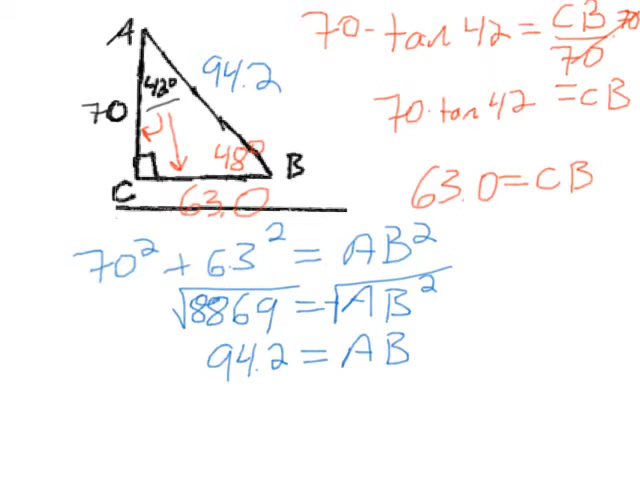 A
42°
94.2
70
48°
B
C
63.0
70 · tan 42 = CB/70 · 70
70 · tan 42 = CB
63.0 = CB
70² + 63² = AB²
√8869 = √AB²
94.2 = AB